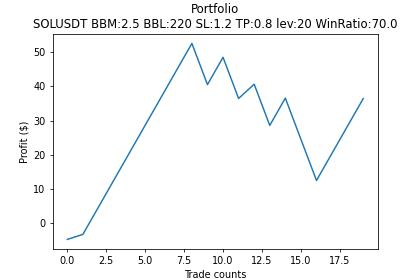 Portfolio
SOLUSDT BBM:2.5 BBL:220 SL:1.2 TP:0.8 lev:20 WinRatio:70.0
50
40
30
20
10
0
Profit ($)
0.0 2.5 5.0 7.5 10.0 12.5 15.0 17.5
Trade counts